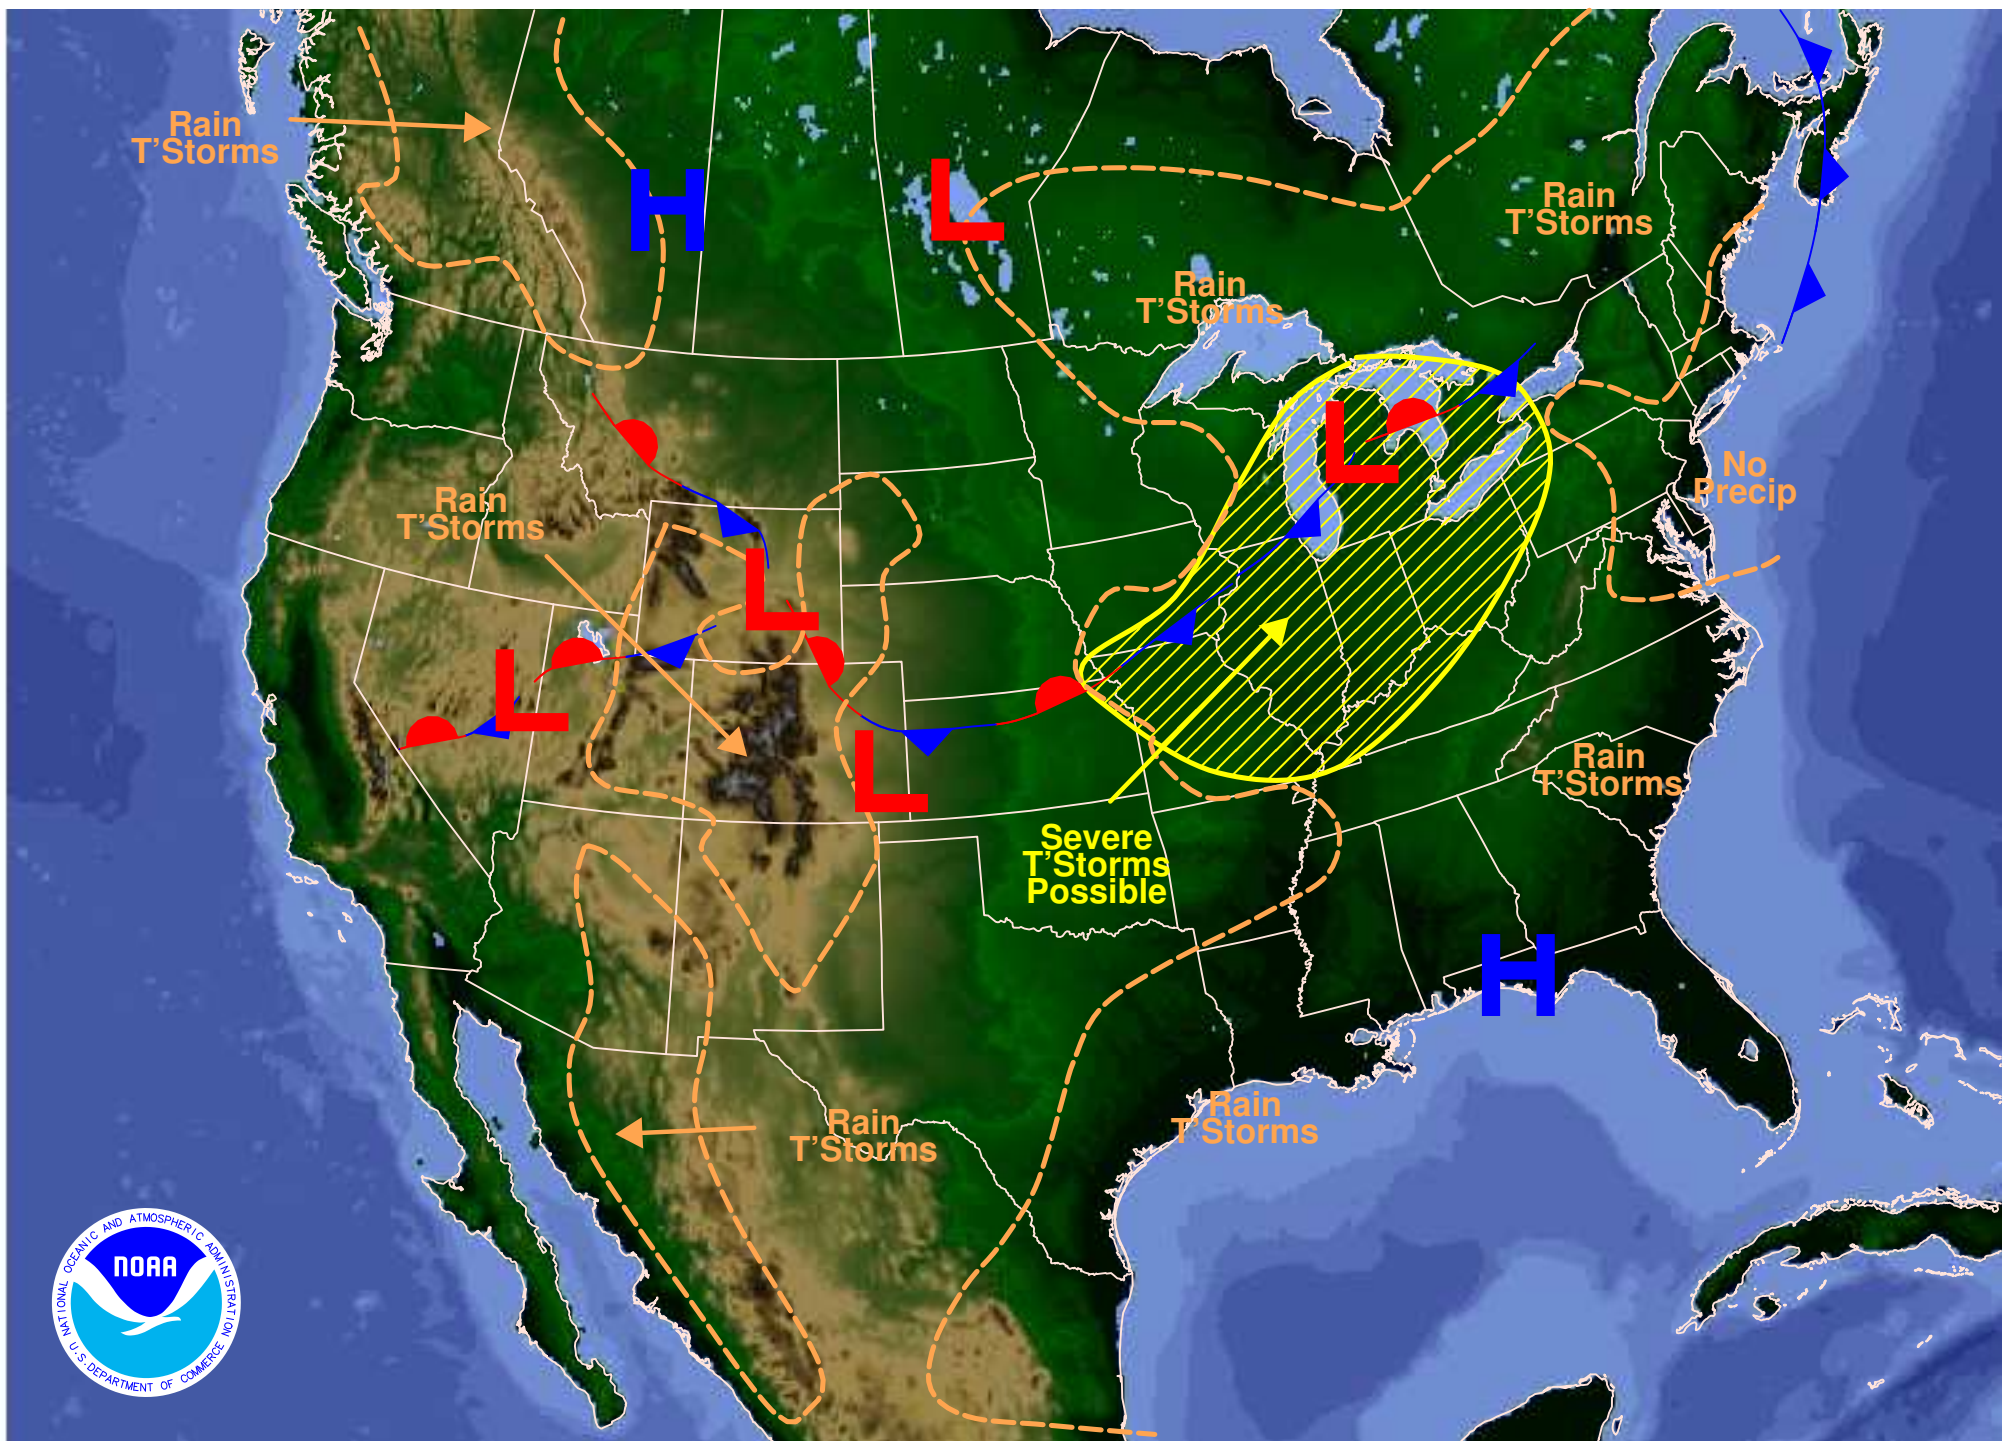 Rain
T'Storms
H
L
Rain
T'Storms
Rain
T'Storms
L
Rain
T'Storms
No
Precip
L
L
L
Rain
T'Storms
Severe
T'Storms
Possible
H
Rain
T'Storms
Rain
T'Storms
NATIONAL OCEANIC AND ATMOSPHERIC ADMINISTRATION
NOAA
U.S. DEPARTMENT OF COMMERCE